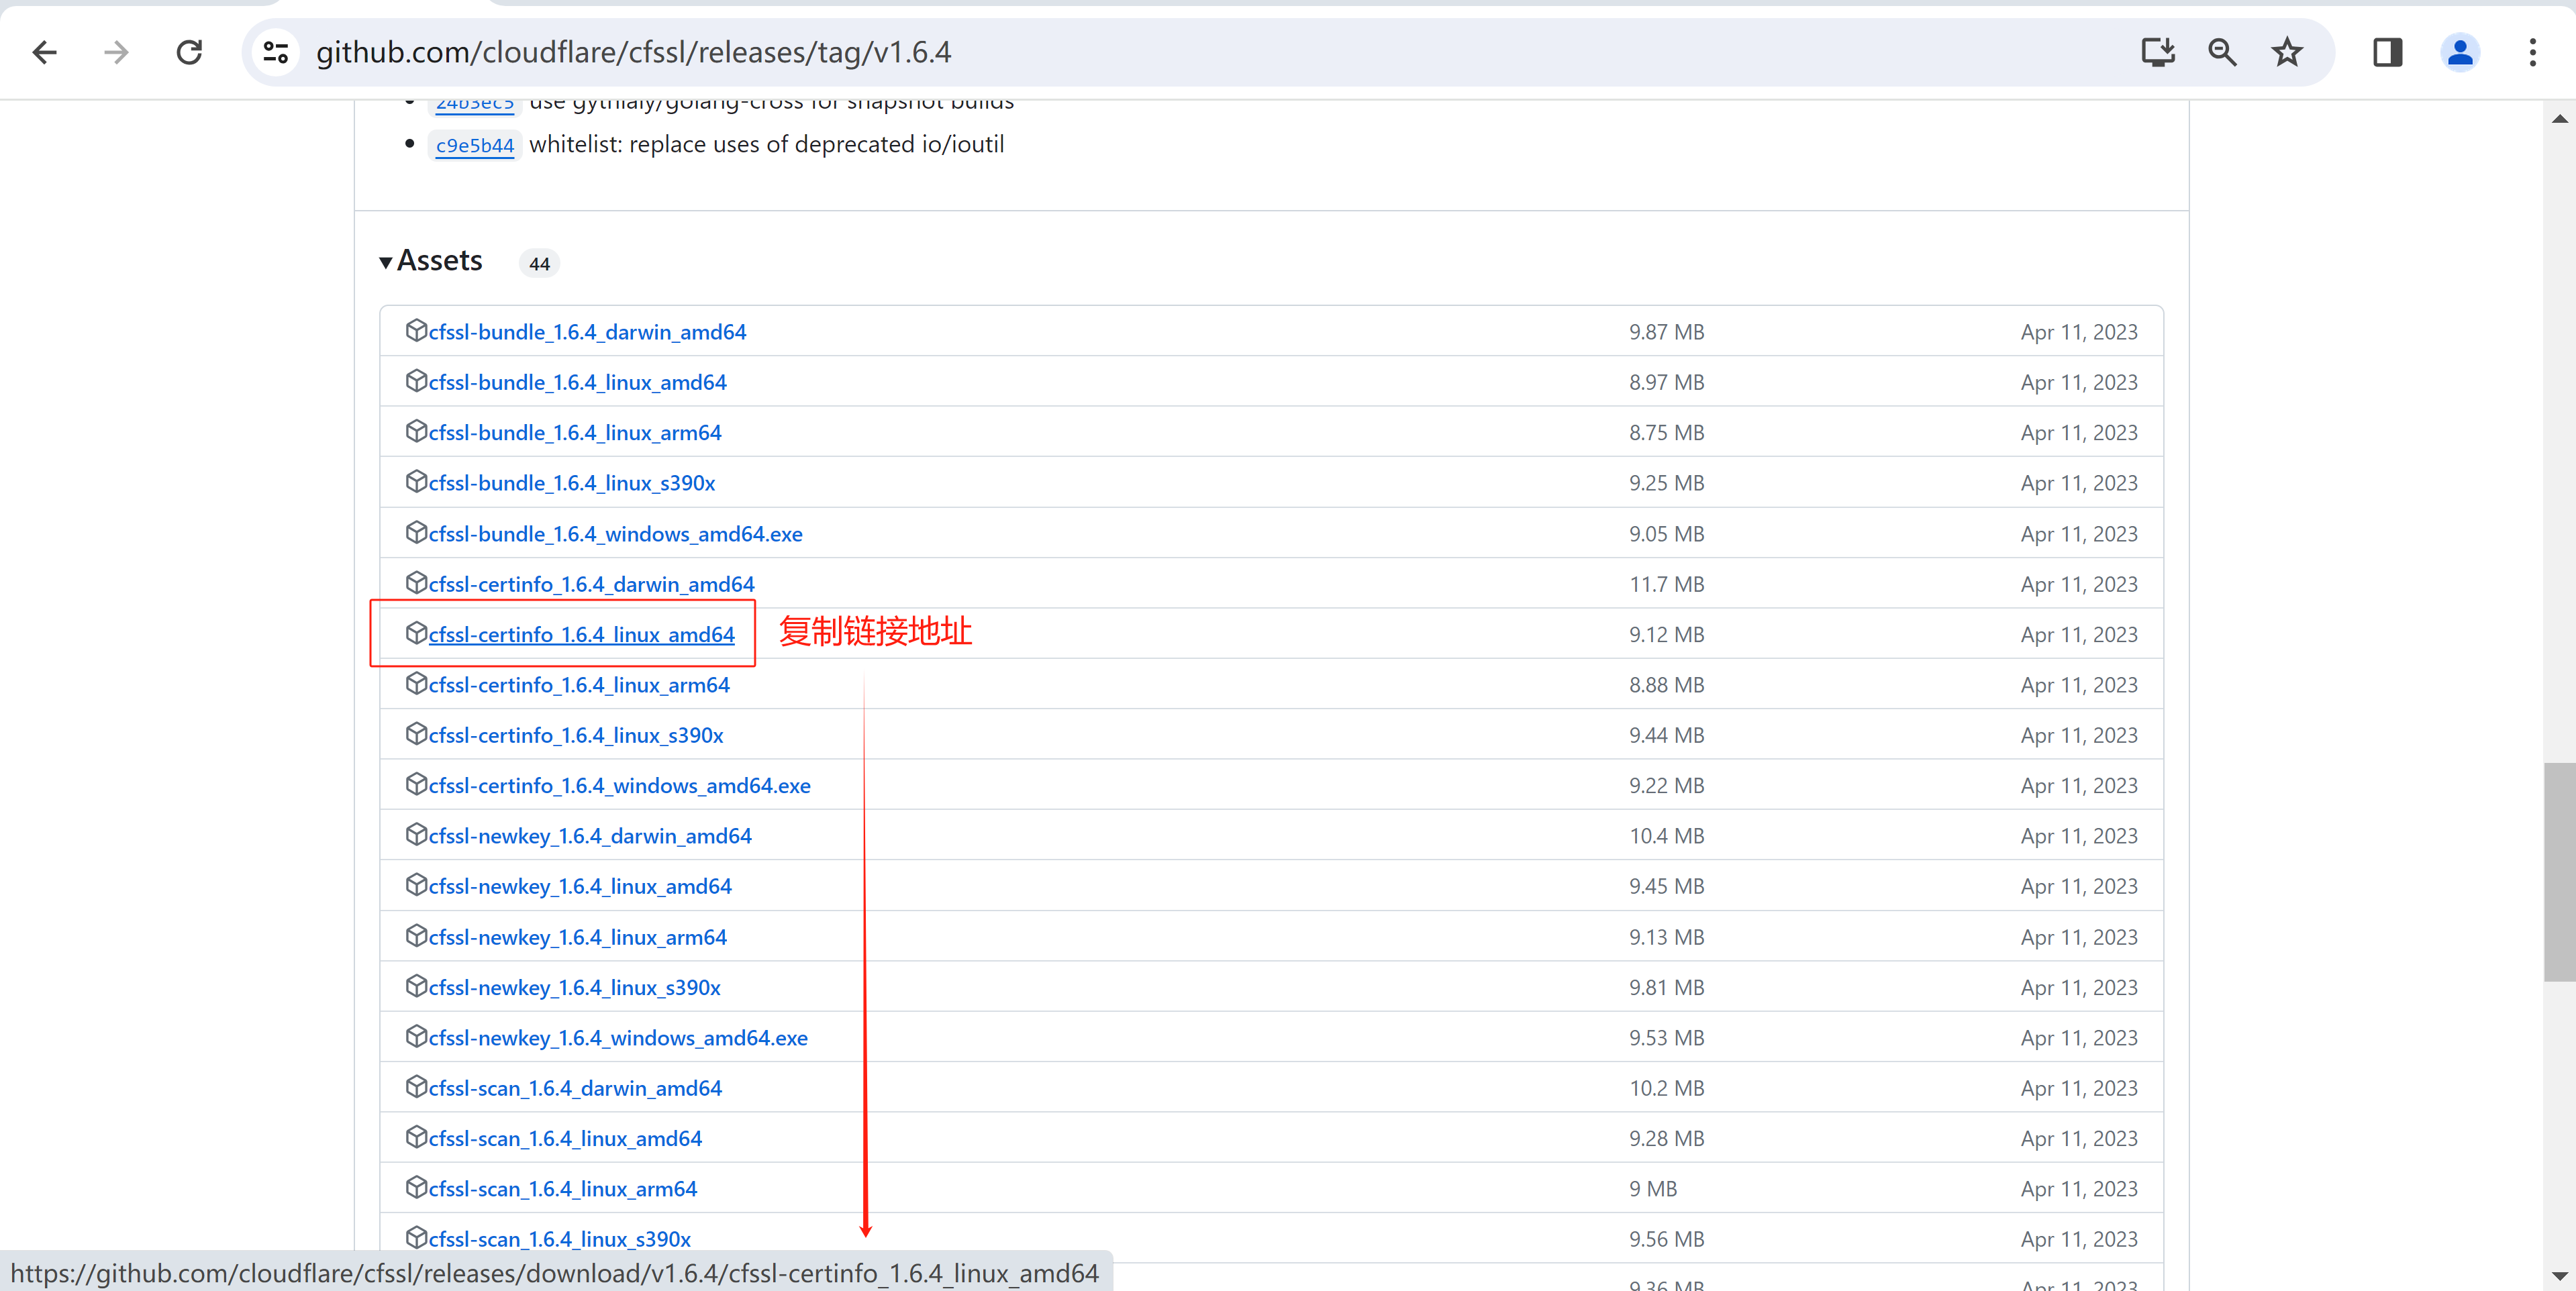 github.com/cloudflare/cfssl/releases/tag/v1.6.4
24b3ec5 use gythialy/golang-cross for snapshot builds
c9e5b44 whitelist: replace uses of deprecated io/ioutil
Assets 44
cfssl-bundle_1.6.4_darwin_amd64 9.87 MB Apr 11, 2023
cfssl-bundle_1.6.4_linux_amd64 8.97 MB Apr 11, 2023
cfssl-bundle_1.6.4_linux_arm64 8.75 MB Apr 11, 2023
cfssl-bundle_1.6.4_linux_s390x 9.25 MB Apr 11, 2023
cfssl-bundle_1.6.4_windows_amd64.exe 9.05 MB Apr 11, 2023
cfssl-certinfo_1.6.4_darwin_amd64 11.7 MB Apr 11, 2023
cfssl-certinfo_1.6.4_linux_amd64 复制链接地址 9.12 MB Apr 11, 2023
cfssl-certinfo_1.6.4_linux_arm64 8.88 MB Apr 11, 2023
cfssl-certinfo_1.6.4_linux_s390x 9.44 MB Apr 11, 2023
cfssl-certinfo_1.6.4_windows_amd64.exe 9.22 MB Apr 11, 2023
cfssl-newkey_1.6.4_darwin_amd64 10.4 MB Apr 11, 2023
cfssl-newkey_1.6.4_linux_amd64 9.45 MB Apr 11, 2023
cfssl-newkey_1.6.4_linux_arm64 9.13 MB Apr 11, 2023
cfssl-newkey_1.6.4_linux_s390x 9.81 MB Apr 11, 2023
cfssl-newkey_1.6.4_windows_amd64.exe 9.53 MB Apr 11, 2023
cfssl-scan_1.6.4_darwin_amd64 10.2 MB Apr 11, 2023
cfssl-scan_1.6.4_linux_amd64 9.28 MB Apr 11, 2023
cfssl-scan_1.6.4_linux_arm64 9 MB Apr 11, 2023
cfssl-scan_1.6.4_linux_s390x 9.56 MB Apr 11, 2023
9.36 MB Apr 11, 2023
https://github.com/cloudflare/cfssl/releases/download/v1.6.4/cfssl-certinfo_1.6.4_linux_amd64